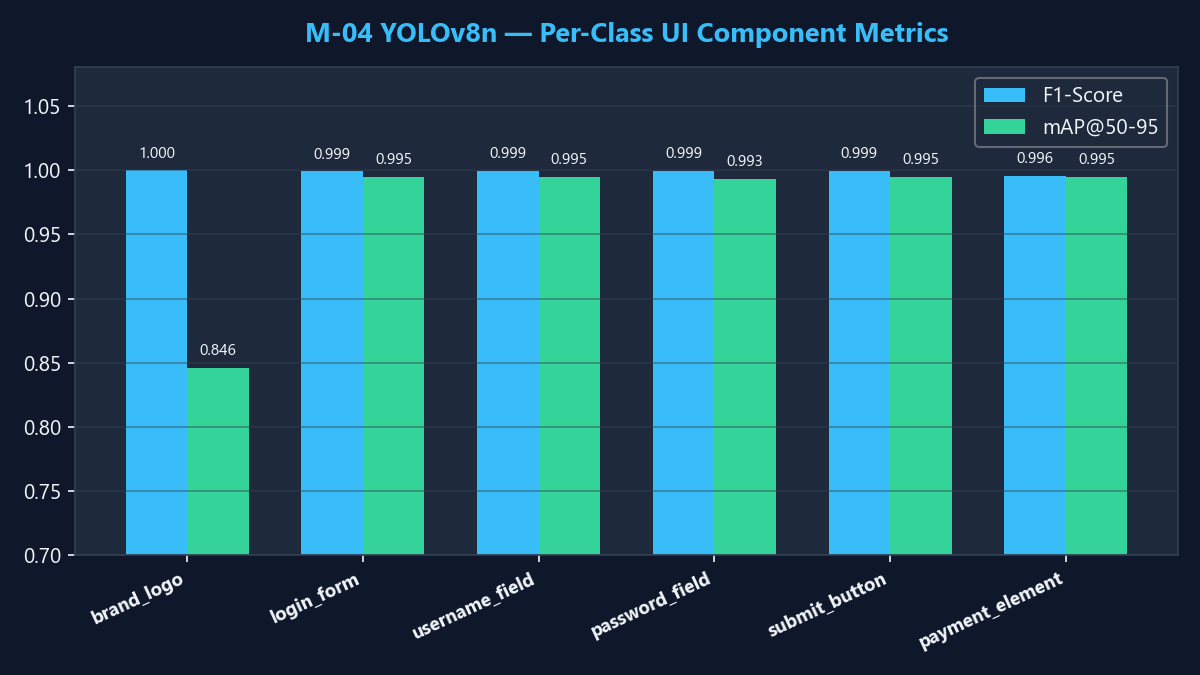 M-04 YOLOv8n — Per-Class UI Component Metrics
F1-Score
mAP@50-95
1.05
1.00
0.95
0.90
0.85
0.80
0.75
0.70
1.000
0.846
0.999
0.995
0.999
0.995
0.999
0.993
0.999
0.995
0.996
0.995
brand_logo
login_form
username_field
password_field
submit_button
payment_element